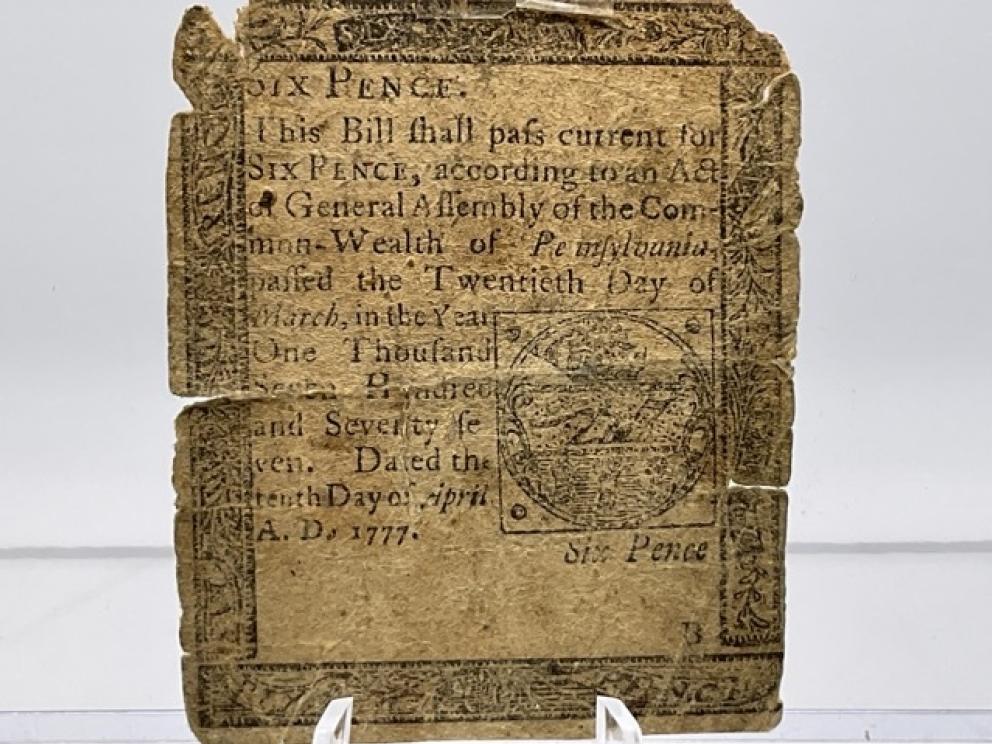 SIX PENCE.
This Bill ſhall paſs current for
SIX PENCE, according to an Act
of General Aſſembly of the Com-
mon-Wealth of Pennſylvania,
paſſed the Twentieth Day of
March, in the Year
One Thouſand
Seven Hundred
and Seventy ſe
ven. Dated the
tenth Day of April
A. D. 1777.
Six Pence
B
PENCE